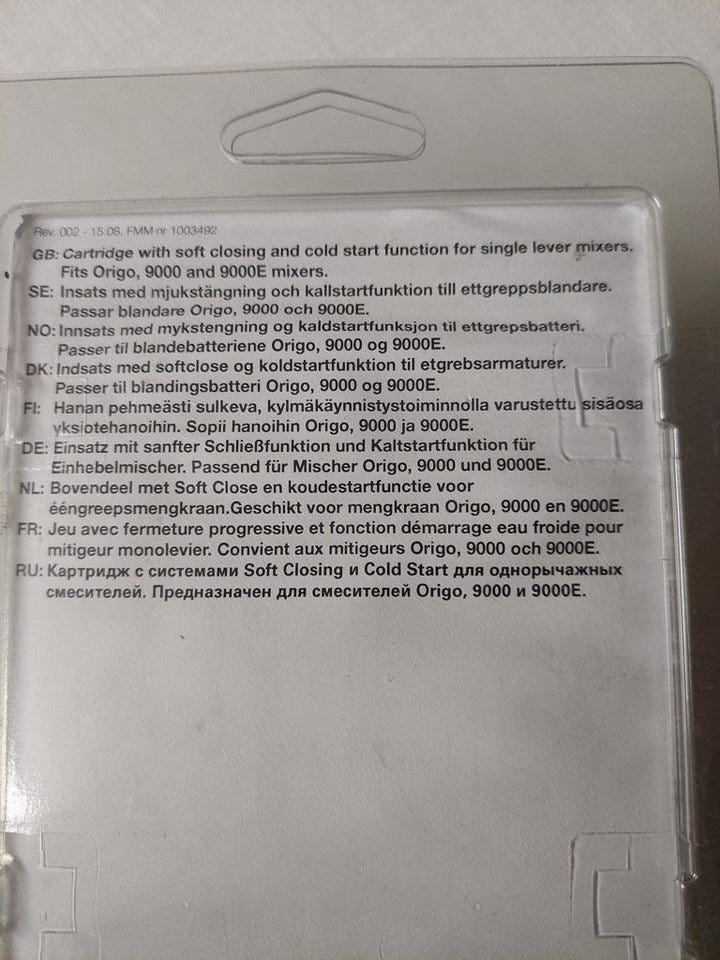 Rev. 002 - 15.08. FMM nr 1003492
GB: Cartridge with soft closing and cold start function for single lever mixers.
Fits Origo, 9000 and 9000E mixers.
SE: Insats med mjukstängning och kallstartfunktion till ettgreppsblandare.
Passar blandare Origo, 9000 och 9000E.
NO: Innsats med mykstengning og kaldstartfunksjon til ettgrepsbatteri.
Passer til blandebatteriene Origo, 9000 og 9000E.
DK: Indsats med softclose og koldstartfunktion til etgrebsarmaturer.
Passer til blandingsbatteri Origo, 9000 og 9000E.
FI: Hanan pehmeästi sulkeva, kylmäkäynnistystoiminnolla varustettu sisäosa
yksiotehanoihin. Sopii hanoihin Origo, 9000 ja 9000E.
DE: Einsatz mit sanfter Schließfunktion und Kaltstartfunktion für
Einhebelmischer. Passend für Mischer Origo, 9000 und 9000E.
NL: Bovendeel met Soft Close en koudestartfunctie voor
ééngreepsmengkraan.Geschikt voor mengkraan Origo, 9000 en 9000E.
FR: Jeu avec fermeture progressive et fonction démarrage eau froide pour
mitigeur monolevier. Convient aux mitigeurs Origo, 9000 och 9000E.
RU: Картридж с системами Soft Closing и Cold Start для однорычажных
смесителей. Предназначен для смесителей Origo, 9000 и 9000E.